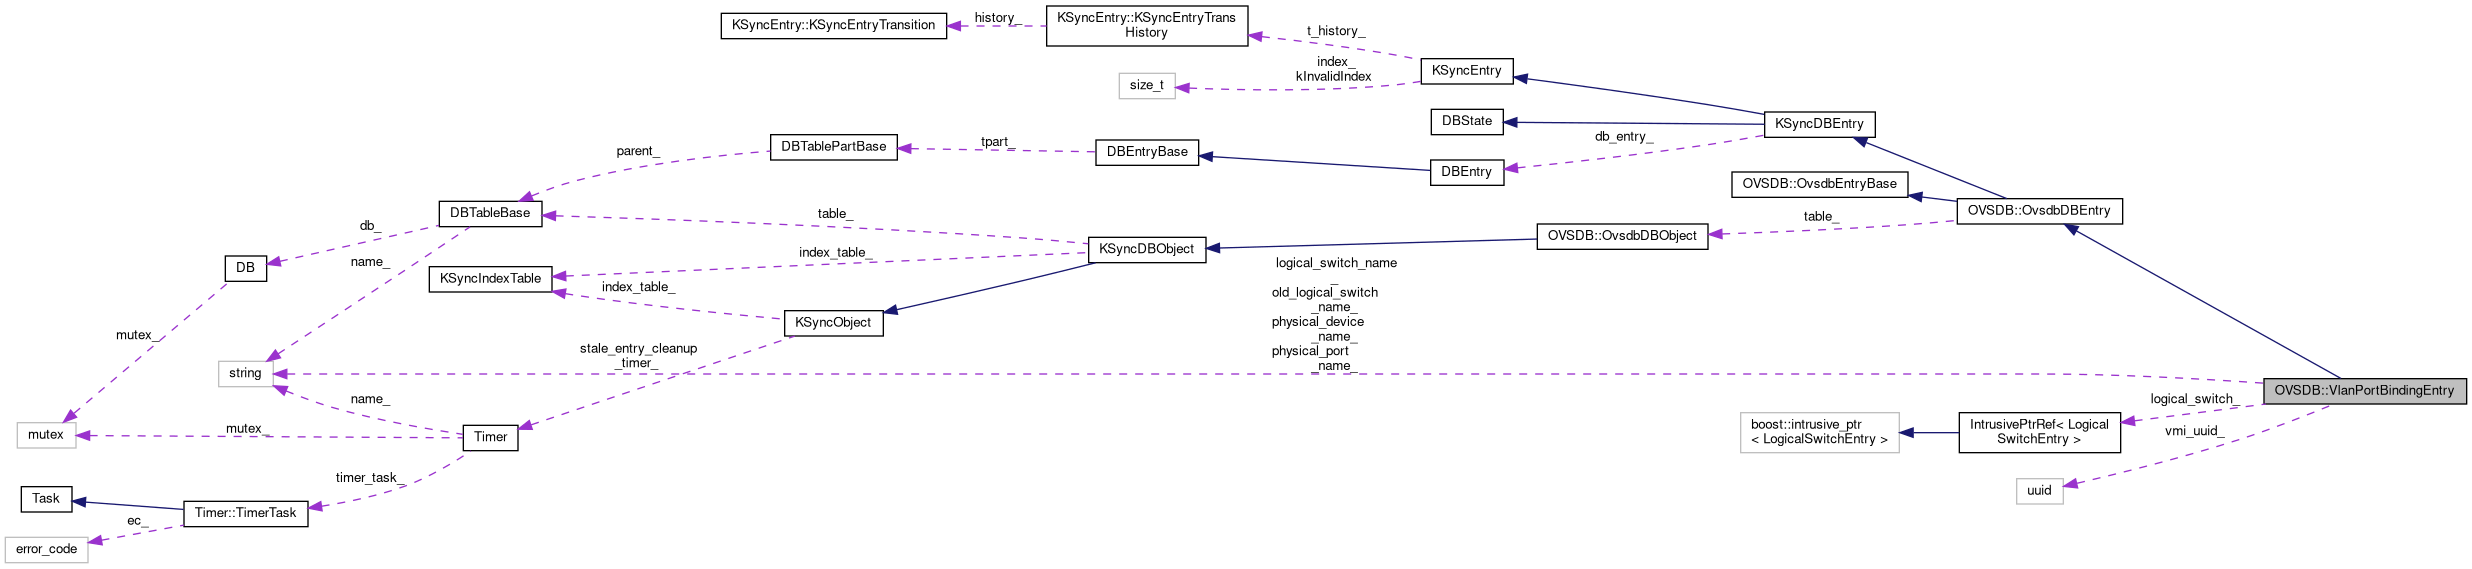 KSyncEntry::KSyncEntryTransition
history_
KSyncEntry::KSyncEntryTrans
History
t_history_
size_t
index_
kInvalidIndex
KSyncEntry
DBState
KSyncDBEntry
db_entry_
DBTablePartBase
tpart_
DBEntryBase
DBEntry
parent_
OVSDB::OvsdbEntryBase
DBTableBase
table_
OVSDB::OvsdbDBEntry
table_
db_
KSyncDBObject
OVSDB::OvsdbDBObject
name_
DB
KSyncIndexTable
index_table_
index_table_
logical_switch_name
_
old_logical_switch
_name_
physical_device
_name_
physical_port
_name_
KSyncObject
mutex_
stale_entry_cleanup
_timer_
string
OVSDB::VlanPortBindingEntry
name_
logical_switch_
mutex
mutex_
Timer
boost::intrusive_ptr
< LogicalSwitchEntry >
IntrusivePtrRef< Logical
SwitchEntry >
vmi_uuid_
timer_task_
uuid
Task
Timer::TimerTask
ec_
error_code